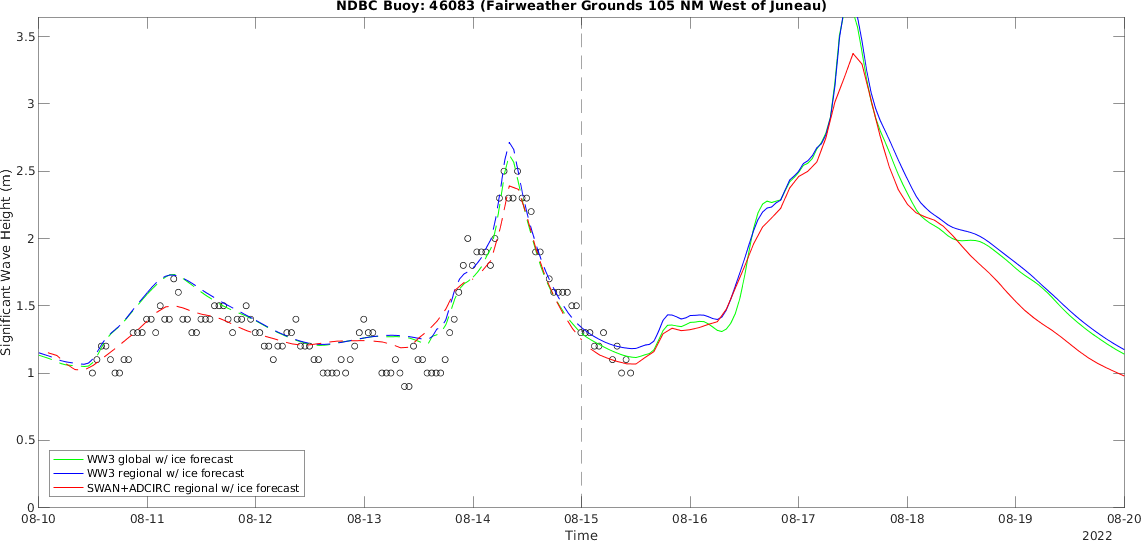 NDBC Buoy: 46083 (Fairweather Grounds 105 NM West of Juneau)
3.5
3
2.5
2
1.5
1
0.5
0
Significant Wave Height (m)
WW3 global w/ ice forecast
WW3 regional w/ ice forecast
SWAN+ADCIRC regional w/ ice forecast
08-10 08-11 08-12 08-13 08-14 08-15 08-16 08-17 08-18 08-19 08-20
Time
2022